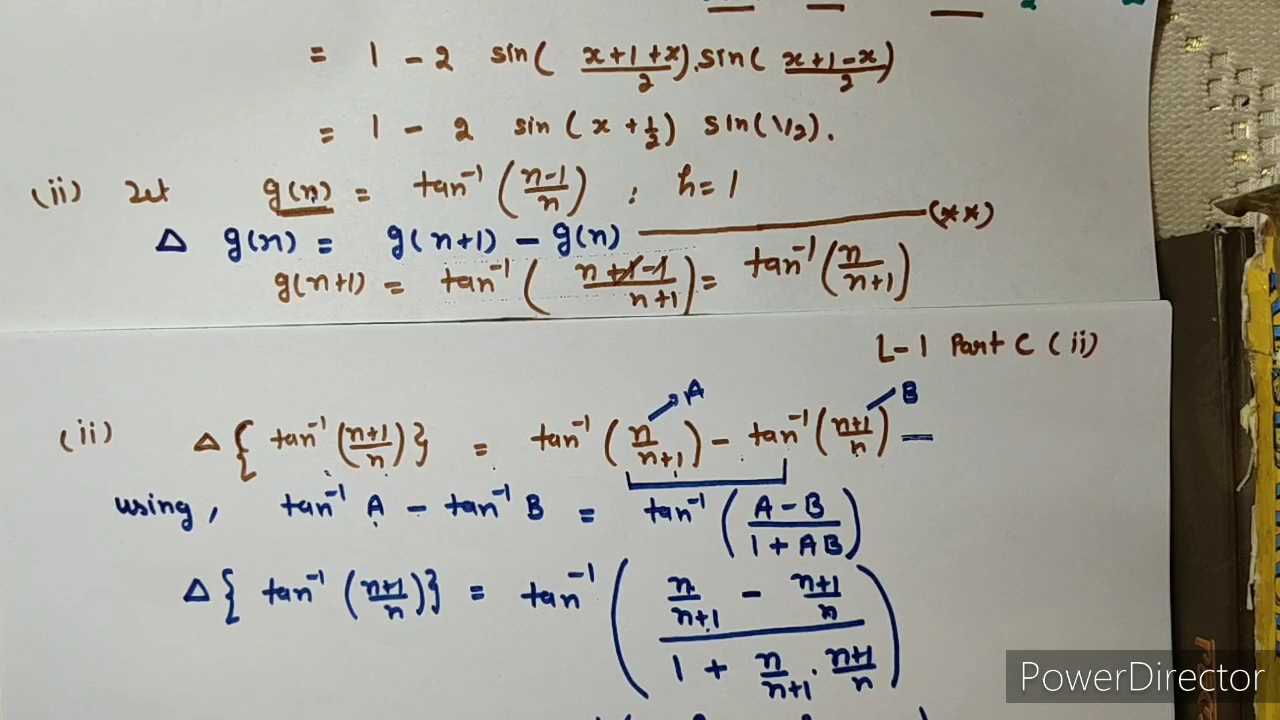 = 1 - 2 sin( x+1+x/2 ).sin( x+1-x/2 )
= 1 - 2 sin( x + 1/2 ) sin(1/2).
(ii) Let g(n) = tan⁻¹ ( n-1/n ) ; h = 1
Δ g(n) = g(n+1) - g(n) ——— (**)
g(n+1) = tan⁻¹ ( n+1-1/n+1 ) = tan⁻¹ ( n/n+1 )
L-1 Part C (ii)
A B
(ii) Δ{ tan⁻¹ ( n+1/n ) } = tan⁻¹ ( n/n+1 ) - tan⁻¹ ( n+1/n ) —
using, tan⁻¹ A - tan⁻¹ B = tan⁻¹ ( A - B / 1 + AB )
Δ{ tan⁻¹ ( n+1/n ) } = tan⁻¹ ( n/n+1 - n+1/n / 1 + n/n+1 . n+1/n )
PowerDirector